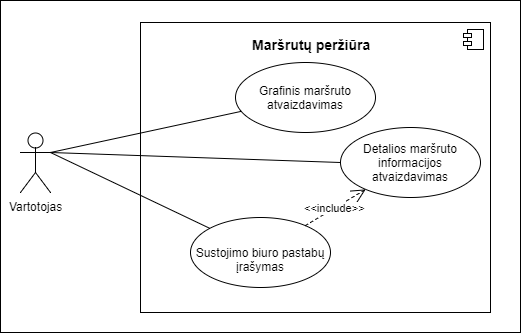 Maršrutų peržiūra
Grafinis maršruto
atvaizdavimas
Detalios maršruto
informacijos
atvaizdavimas
<<include>>
Vartotojas
Sustojimo biuro pastabų
įrašymas